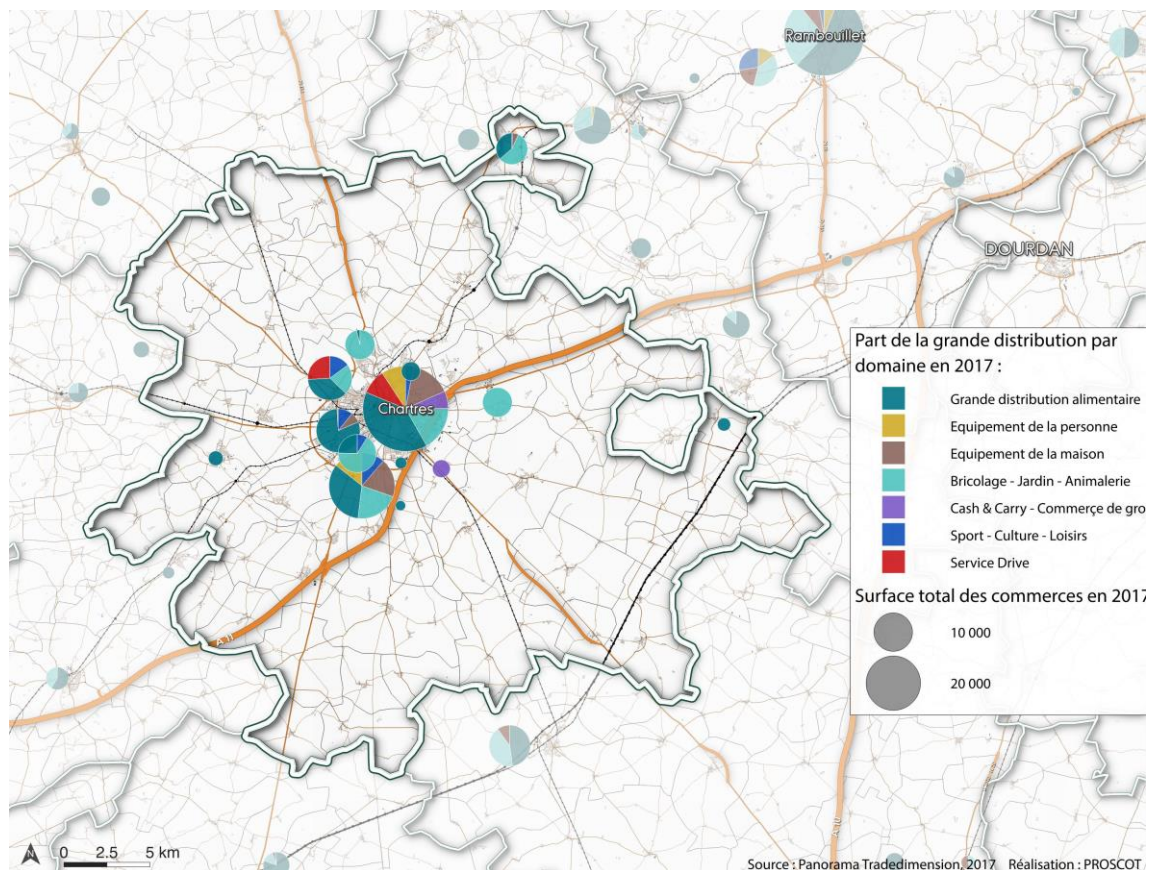 Rambouillet
DOURDAN
Chartres
A 11
A 10
Part de la grande distribution par
domaine en 2017 :
Grande distribution alimentaire
Equipement de la personne
Equipement de la maison
Bricolage - Jardin - Animalerie
Cash & Carry - Commerçe de gro
Sport - Culture - Loisirs
Service Drive
Surface total des commerces en 2017
10 000
20 000
N
0 2.5 5 km
Source : Panorama Tradedimension, 2017 Réalisation : PROSCOT